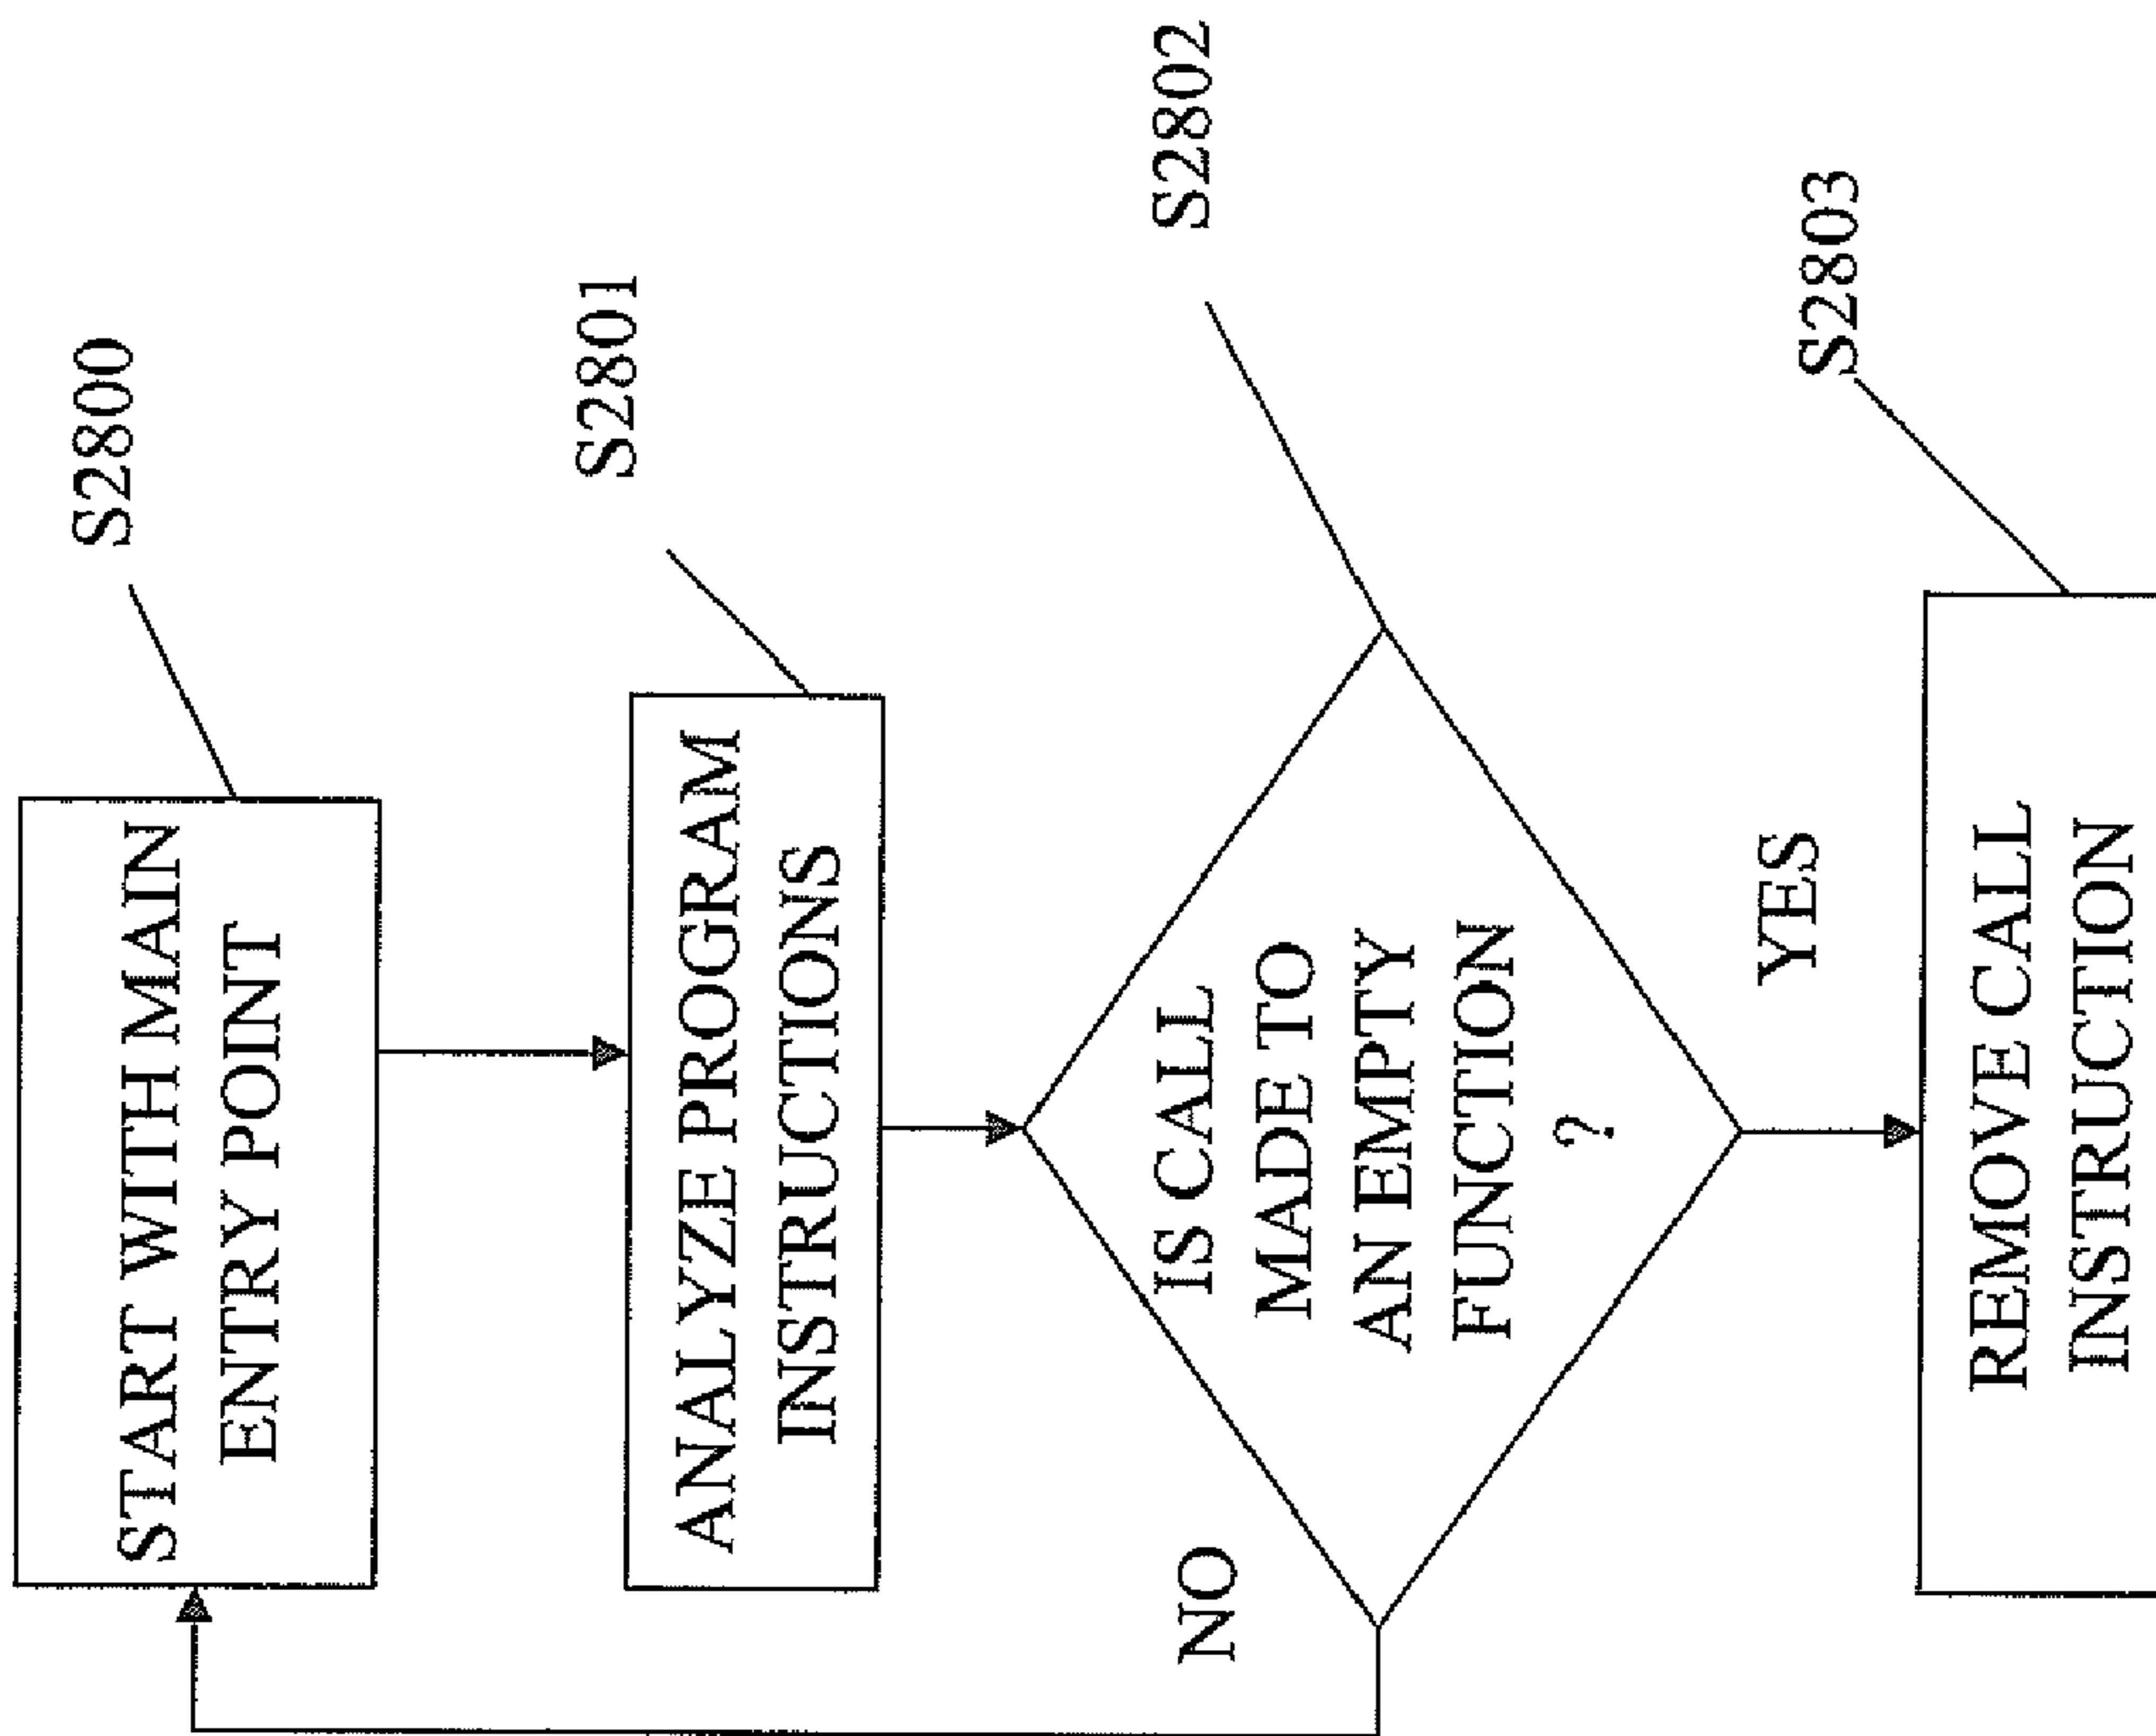 START WITH MAIN
ENTRY POINT
S2800
ANALYZE PROGRAM
INSTRUCTIONS
S2801
IS CALL
MADE TO
AN EMPTY
FUNCTION
?
S2802
NO
YES
REMOVE CALL
INSTRUCTION
S2803